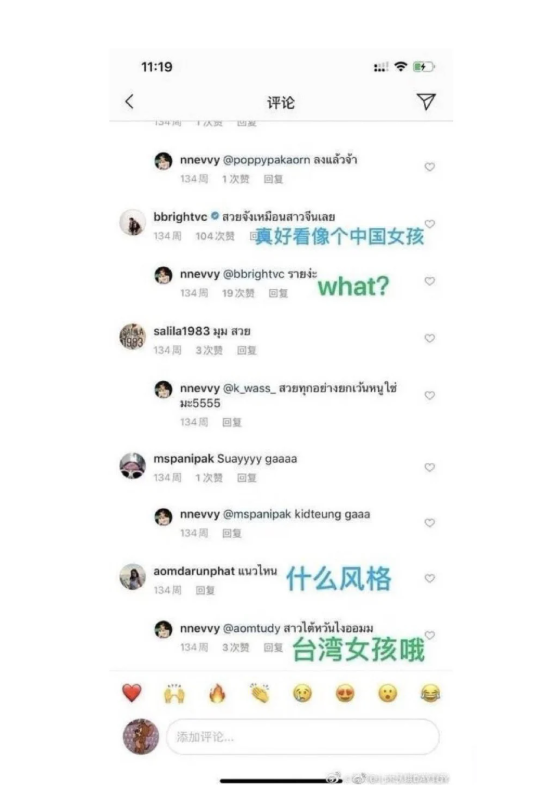 11:19
评论
134周 1次赞 回复
nnevvy @poppypakaorn ลงแล้วจ้า
134周 1次赞 回复
bbrightvc สวยจังเหมือนสาวจีนเลย
134周 104次赞 回
真好看像个中国女孩
nnevvy @bbrightvc รายง่ะ
134周 19次赞 回复
what?
salila1983 มุม สวย
134周 3次赞 回复
nnevvy @k_wass_ สวยทุกอย่างยกเว้นหนูใช่
มะ5555
134周 回复
mspanipak Suayyyy gaaaa
134周 1次赞 回复
nnevvy @mspanipak kidteung gaaa
134周 回复
aomdarunphat แนวไหน
什么风格
134周 回复
nnevvy @aomtudy สาวไต้หวันไงออมม
134周 3次赞 回复
台湾女孩哦
添加评论...